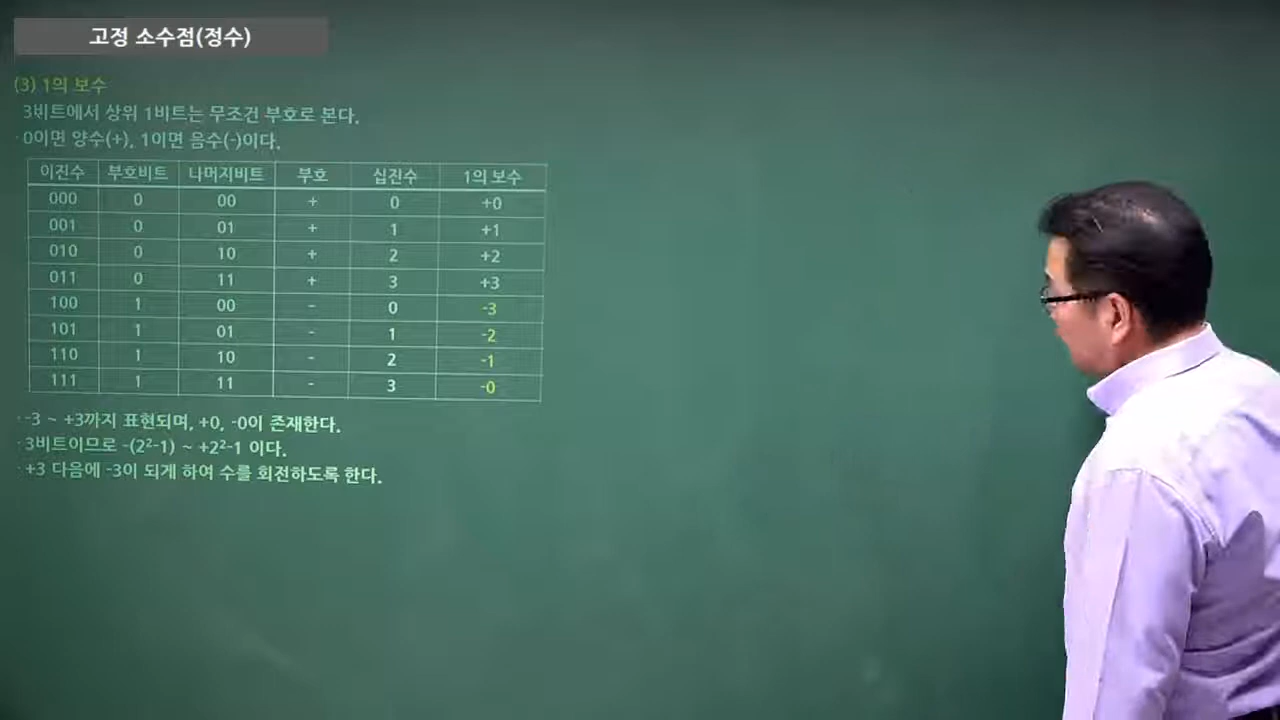 고정 소수점(정수)
(3) 1의 보수
3비트에서 상위 1비트는 무조건 부호로 본다.
· 0이면 양수(+), 1이면 음수(-)이다.
이진수 부호비트 나머지비트 부호 십진수 1의 보수
000 0 00 + 0 +0
001 0 01 + 1 +1
010 0 10 + 2 +2
011 0 11 + 3 +3
100 1 00 - 0 -3
101 1 01 - 1 -2
110 1 10 - 2 -1
111 1 11 - 3 -0
· -3 ~ +3까지 표현되며, +0, -0이 존재한다.
· 3비트이므로 -(2²-1) ~ +2²-1 이다.
· +3 다음에 -3이 되게 하여 수를 회전하도록 한다.